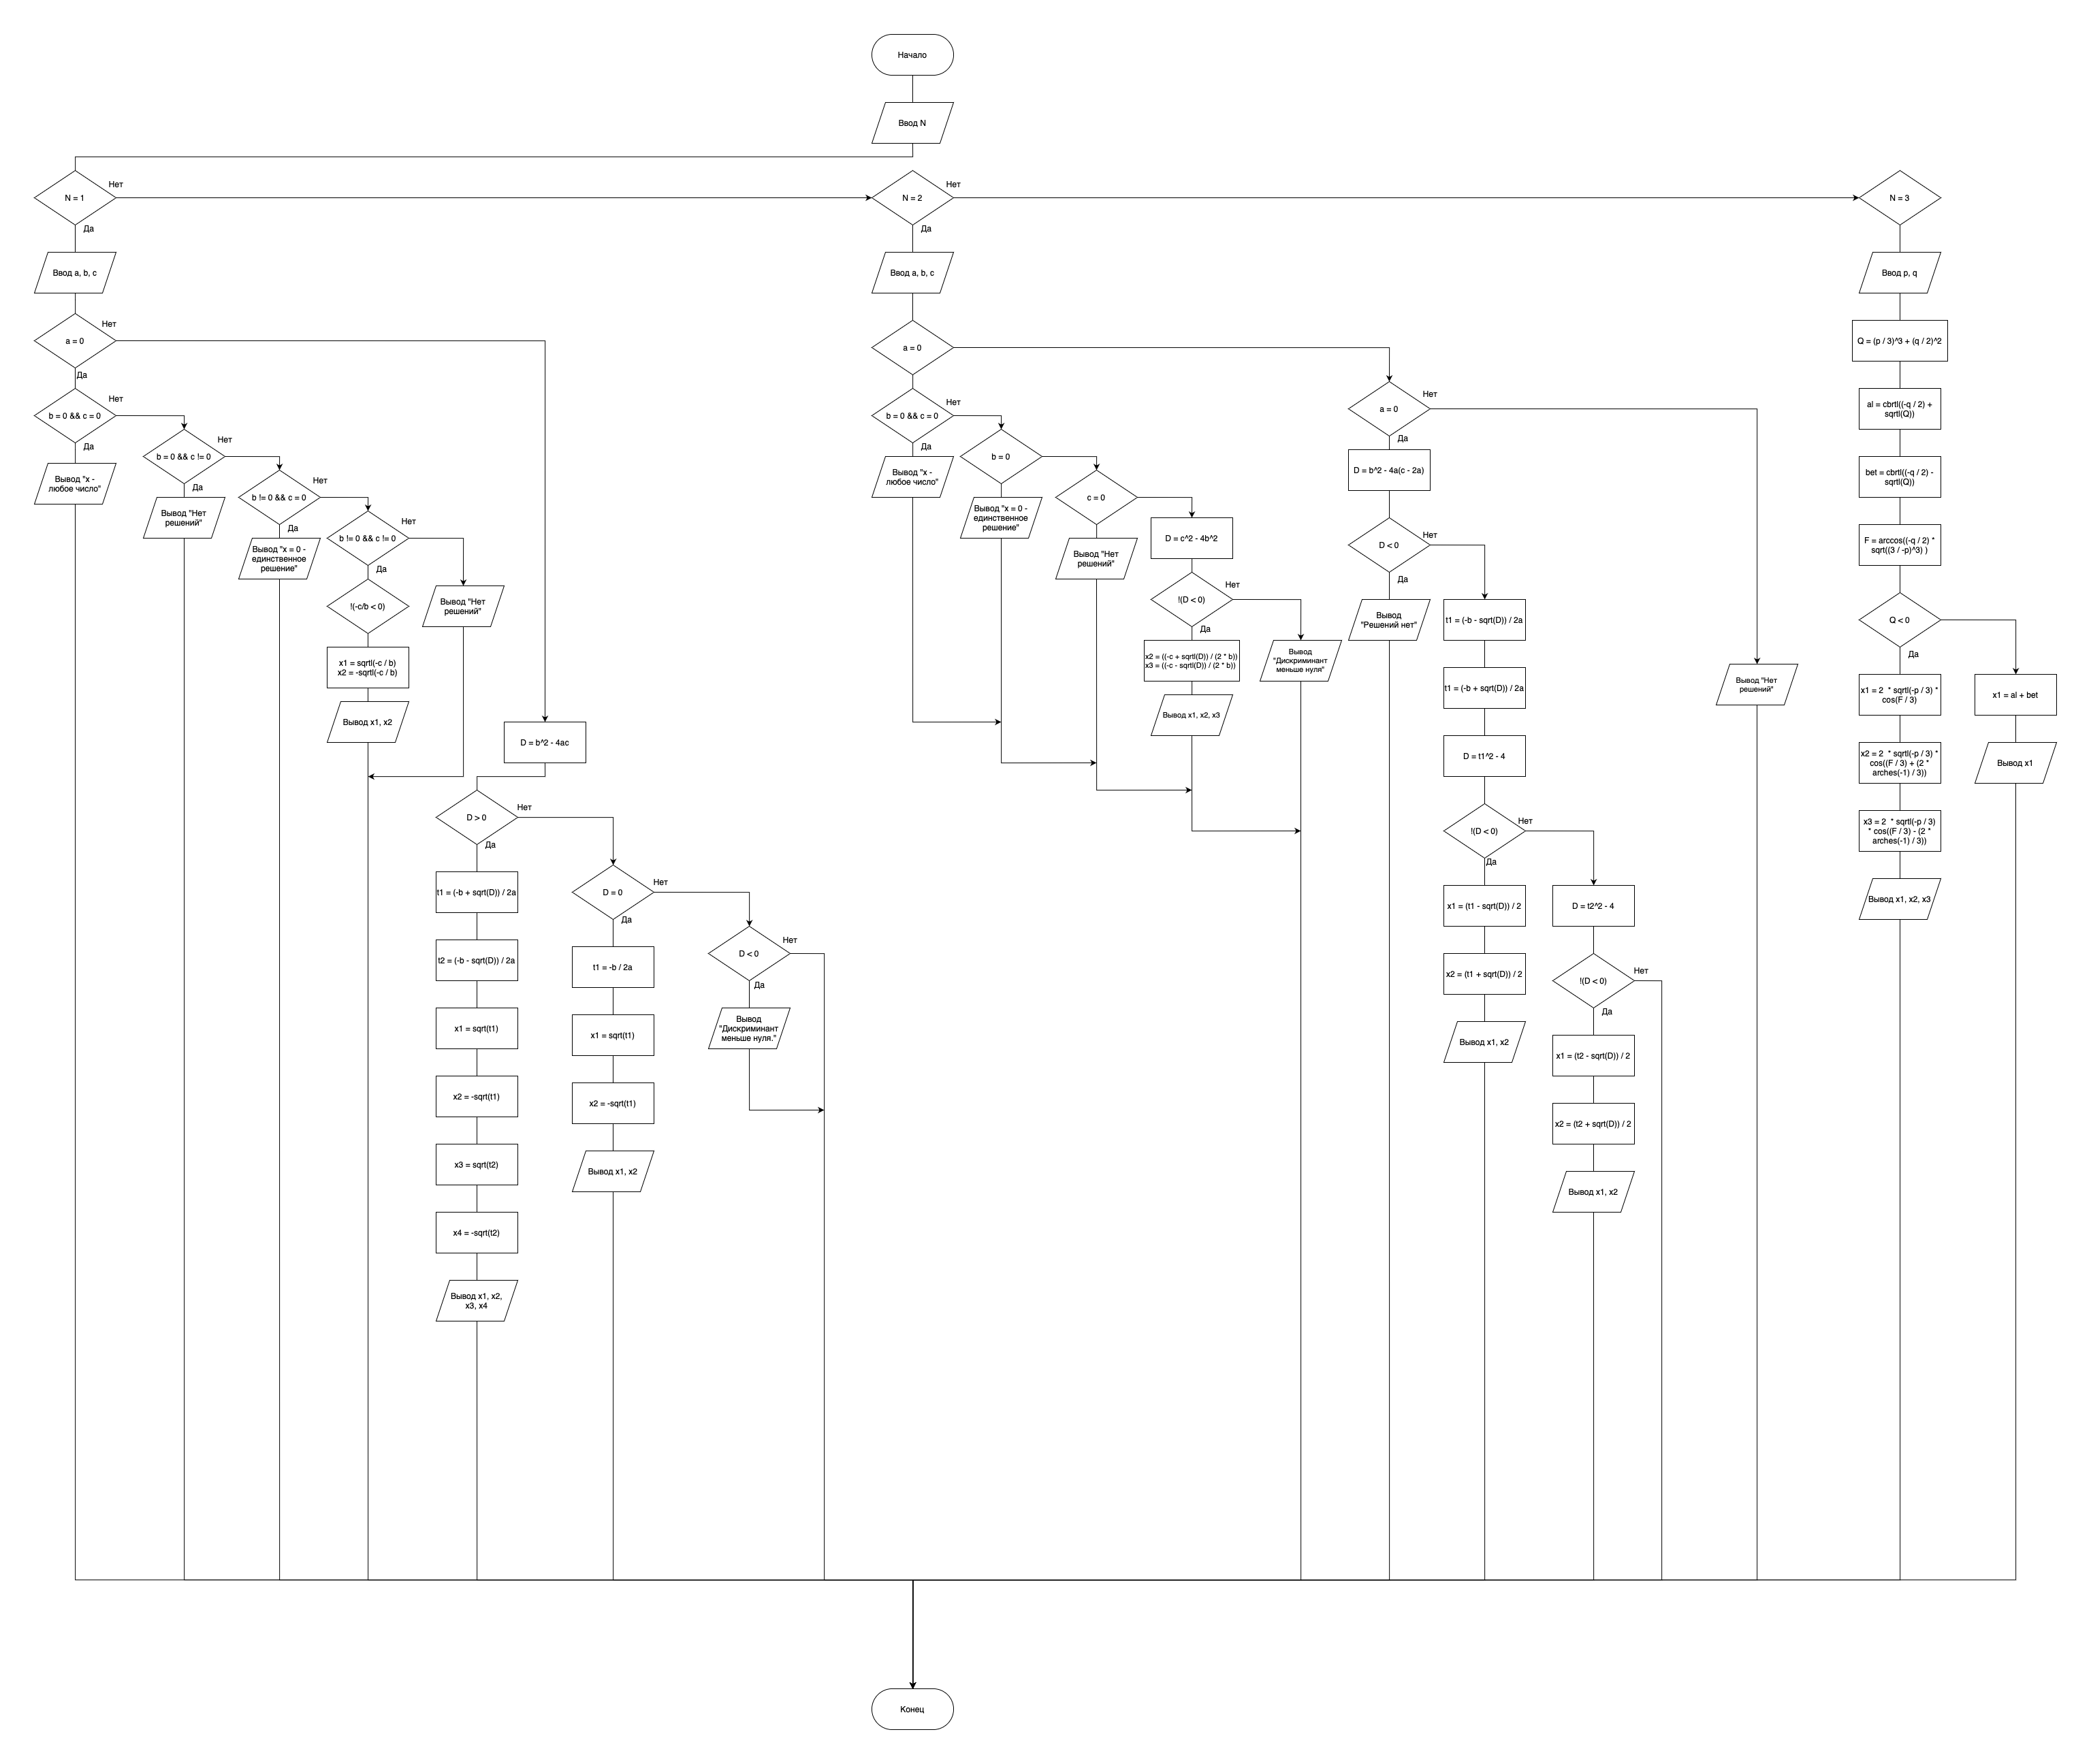 Начало
Ввод N
N = 1
Нет
Да
N = 2
Нет
Да
N = 3
Ввод a, b, c
a = 0
Нет
Да
b = 0 && c = 0
Нет
Да
Вывод "x -
любое число"
b = 0 && c != 0
Нет
Да
Вывод "Нет
решений"
b != 0 && c = 0
Нет
Да
Вывод "x = 0 -
единственное
решение"
b != 0 && c != 0
Нет
Да
!(-c/b < 0)
x1 = sqrtl(-c / b)
x2 = -sqrtl(-c / b)
Вывод x1, x2
Вывод "Нет
решений"
D = b^2 - 4ac
D > 0
Нет
Да
t1 = (-b + sqrt(D)) / 2a
t2 = (-b - sqrt(D)) / 2a
x1 = sqrt(t1)
x2 = -sqrt(t1)
x3 = sqrt(t2)
x4 = -sqrt(t2)
Вывод x1, x2,
x3, x4
D = 0
Нет
Да
t1 = -b / 2a
x1 = sqrt(t1)
x2 = -sqrt(t1)
Вывод x1, x2
D < 0
Нет
Да
Вывод
"Дискриминант
меньше нуля."
Ввод a, b, c
a = 0
b = 0 && c = 0
Нет
Да
Вывод "x -
любое число"
b = 0
Вывод "x = 0 -
единственное
решение"
c = 0
Вывод "Нет
решений"
D = c^2 - 4b^2
!(D < 0)
Нет
Да
x2 = ((-c + sqrtl(D)) / (2 * b))
x3 = ((-c - sqrtl(D)) / (2 * b))
Вывод x1, x2, x3
Вывод
"Дискриминант
меньше нуля"
a = 0
Нет
Да
D = b^2 - 4a(c - 2a)
D < 0
Нет
Да
Вывод
"Решений нет"
t1 = (-b - sqrt(D)) / 2a
t1 = (-b + sqrt(D)) / 2a
D = t1^2 - 4
!(D < 0)
Нет
Да
x1 = (t1 - sqrt(D)) / 2
x2 = (t1 + sqrt(D)) / 2
Вывод x1, x2
D = t2^2 - 4
!(D < 0)
Нет
Да
x1 = (t2 - sqrt(D)) / 2
x2 = (t2 + sqrt(D)) / 2
Вывод x1, x2
Вывод "Нет
решений"
Ввод p, q
Q = (p / 3)^3 + (q / 2)^2
al = cbrtl((-q / 2) +
sqrtl(Q))
bet = cbrtl((-q / 2) -
sqrtl(Q))
F = arccos((-q / 2) *
sqrt((3 / -p)^3) )
Q < 0
Да
x1 = 2 * sqrtl(-p / 3) *
cos(F / 3)
x2 = 2 * sqrtl(-p / 3) *
cos((F / 3) + (2 *
arches(-1) / 3))
x3 = 2 * sqrtl(-p / 3)
* cos((F / 3) - (2 *
arches(-1) / 3))
Вывод x1, x2, x3
x1 = al + bet
Вывод x1
Конец